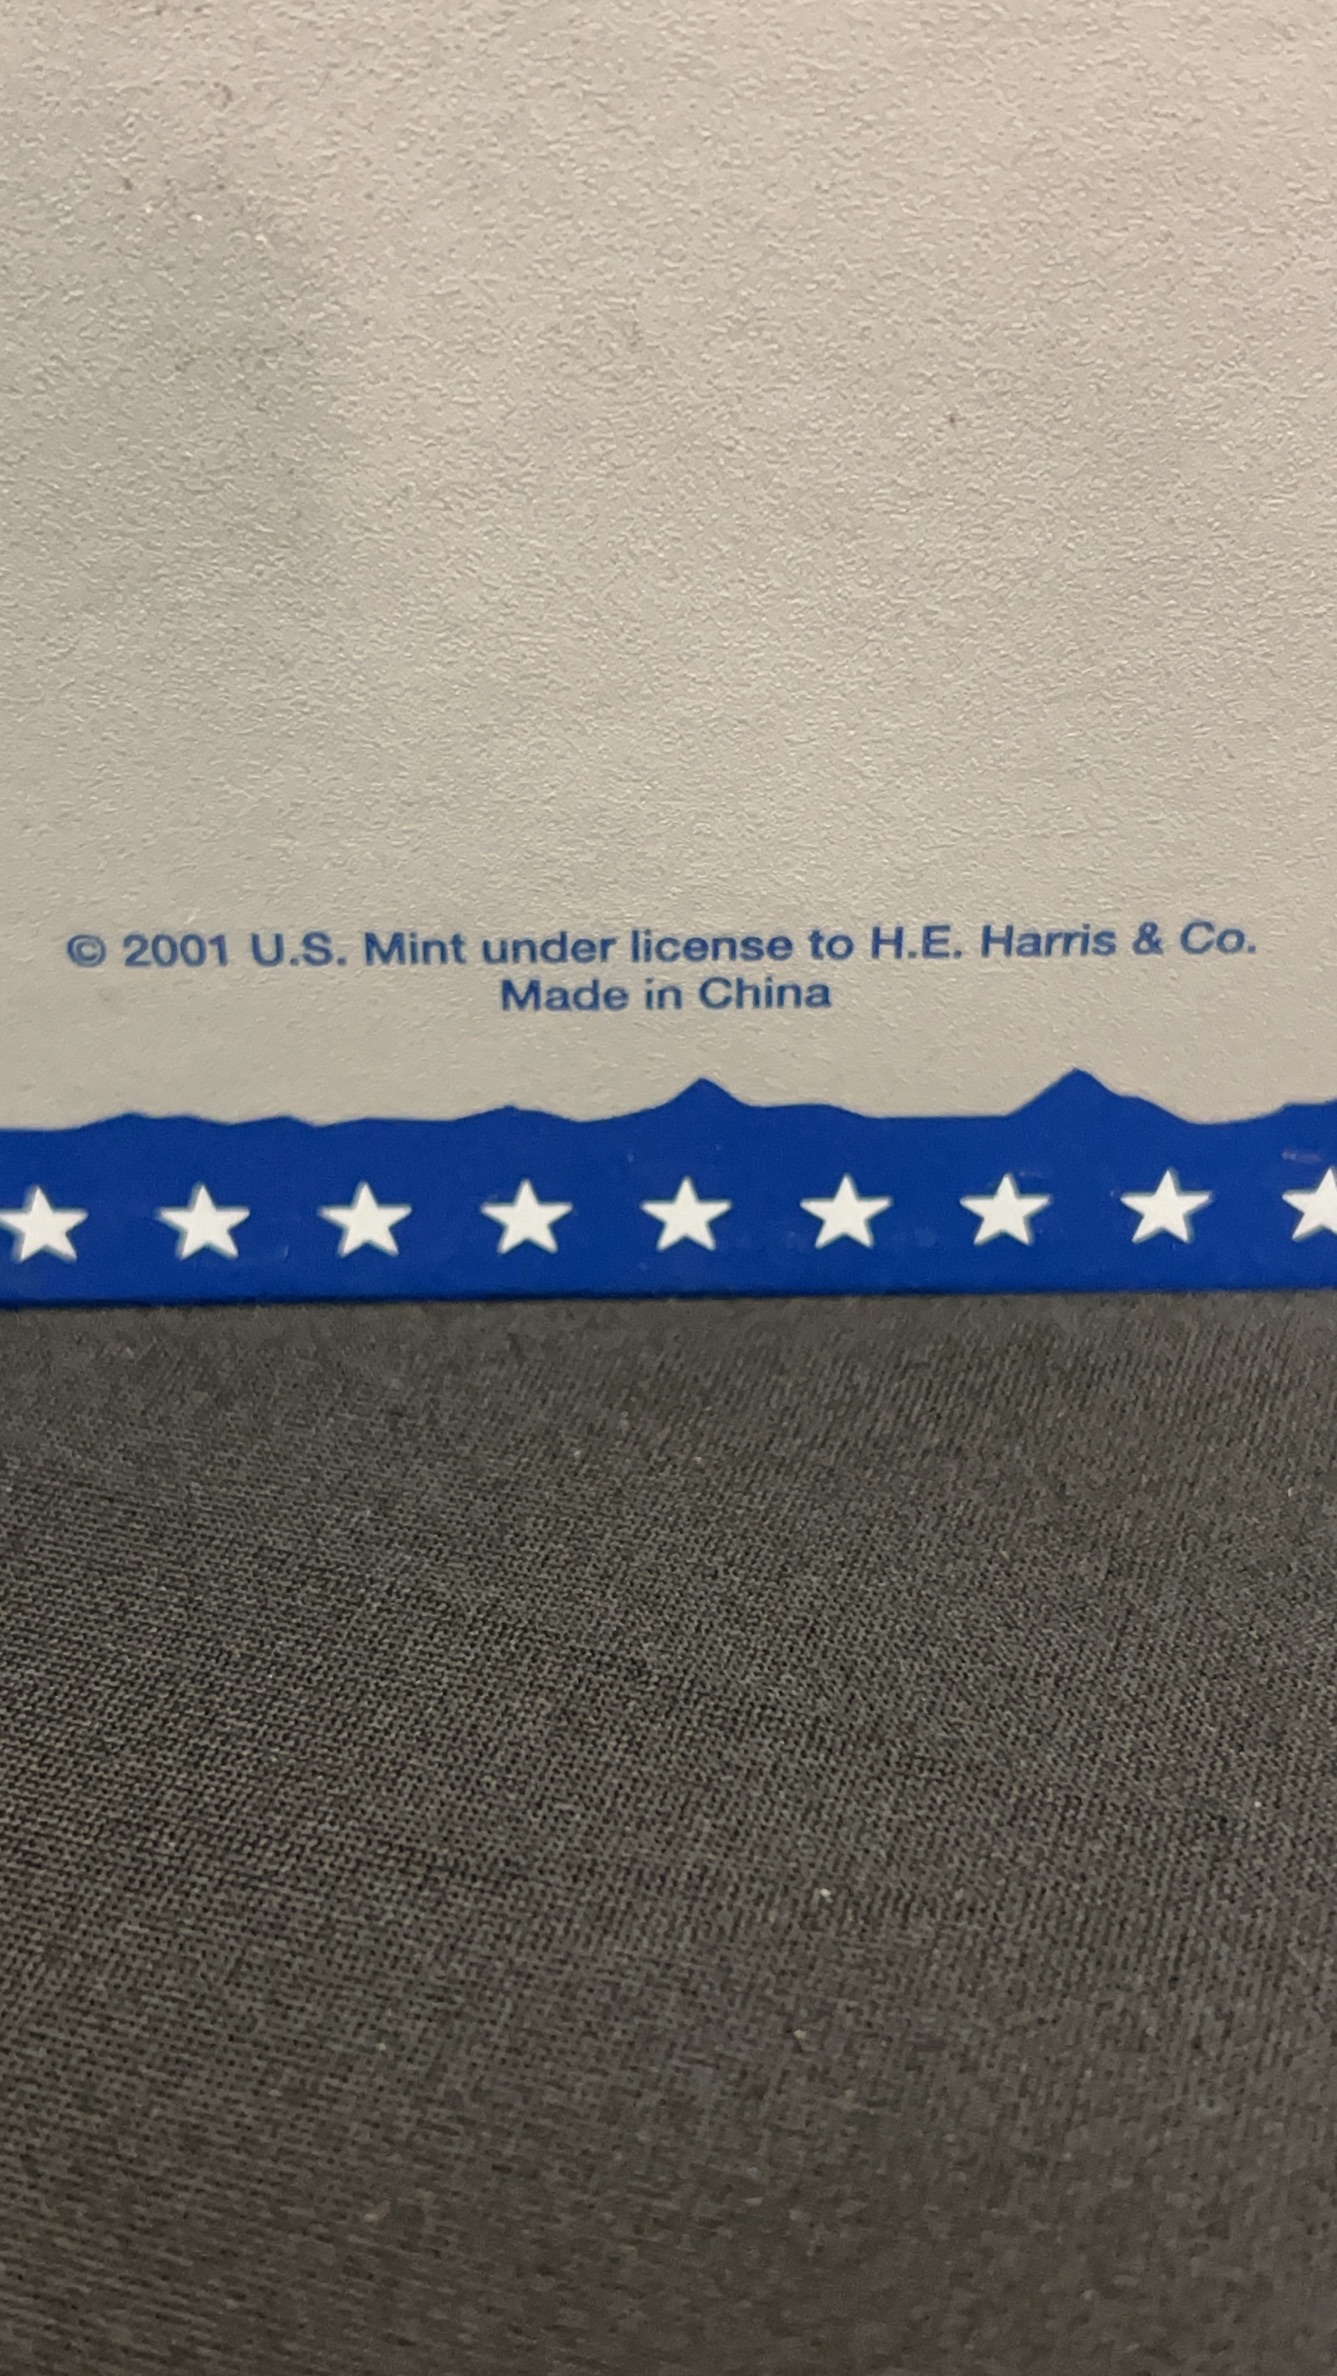 © 2001 U.S. Mint under license to H.E. Harris & Co.
Made in China